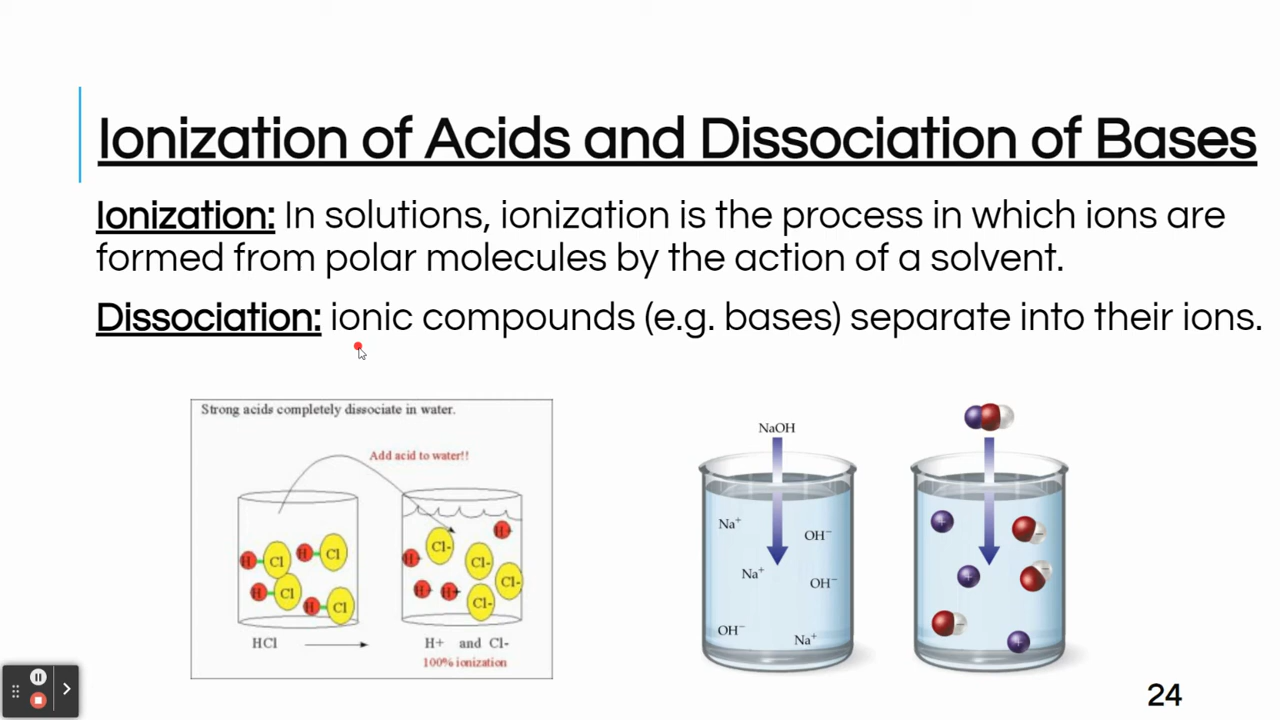 Ionization of Acids and Dissociation of Bases
Ionization: In solutions, ionization is the process in which ions are
formed from polar molecules by the action of a solvent.
Dissociation: ionic compounds (e.g. bases) separate into their ions.
Strong acids completely dissociate in water.
Add acid to water!!
H Cl H Cl
H Cl H Cl
HCl
H+ Cl- H+
Cl- Cl-
H+ H+ Cl-
H+ and Cl-
100% ionization
NaOH
Na⁺
OH⁻
Na⁺
OH⁻
OH⁻
Na⁺
+ −
+ −
− +
24